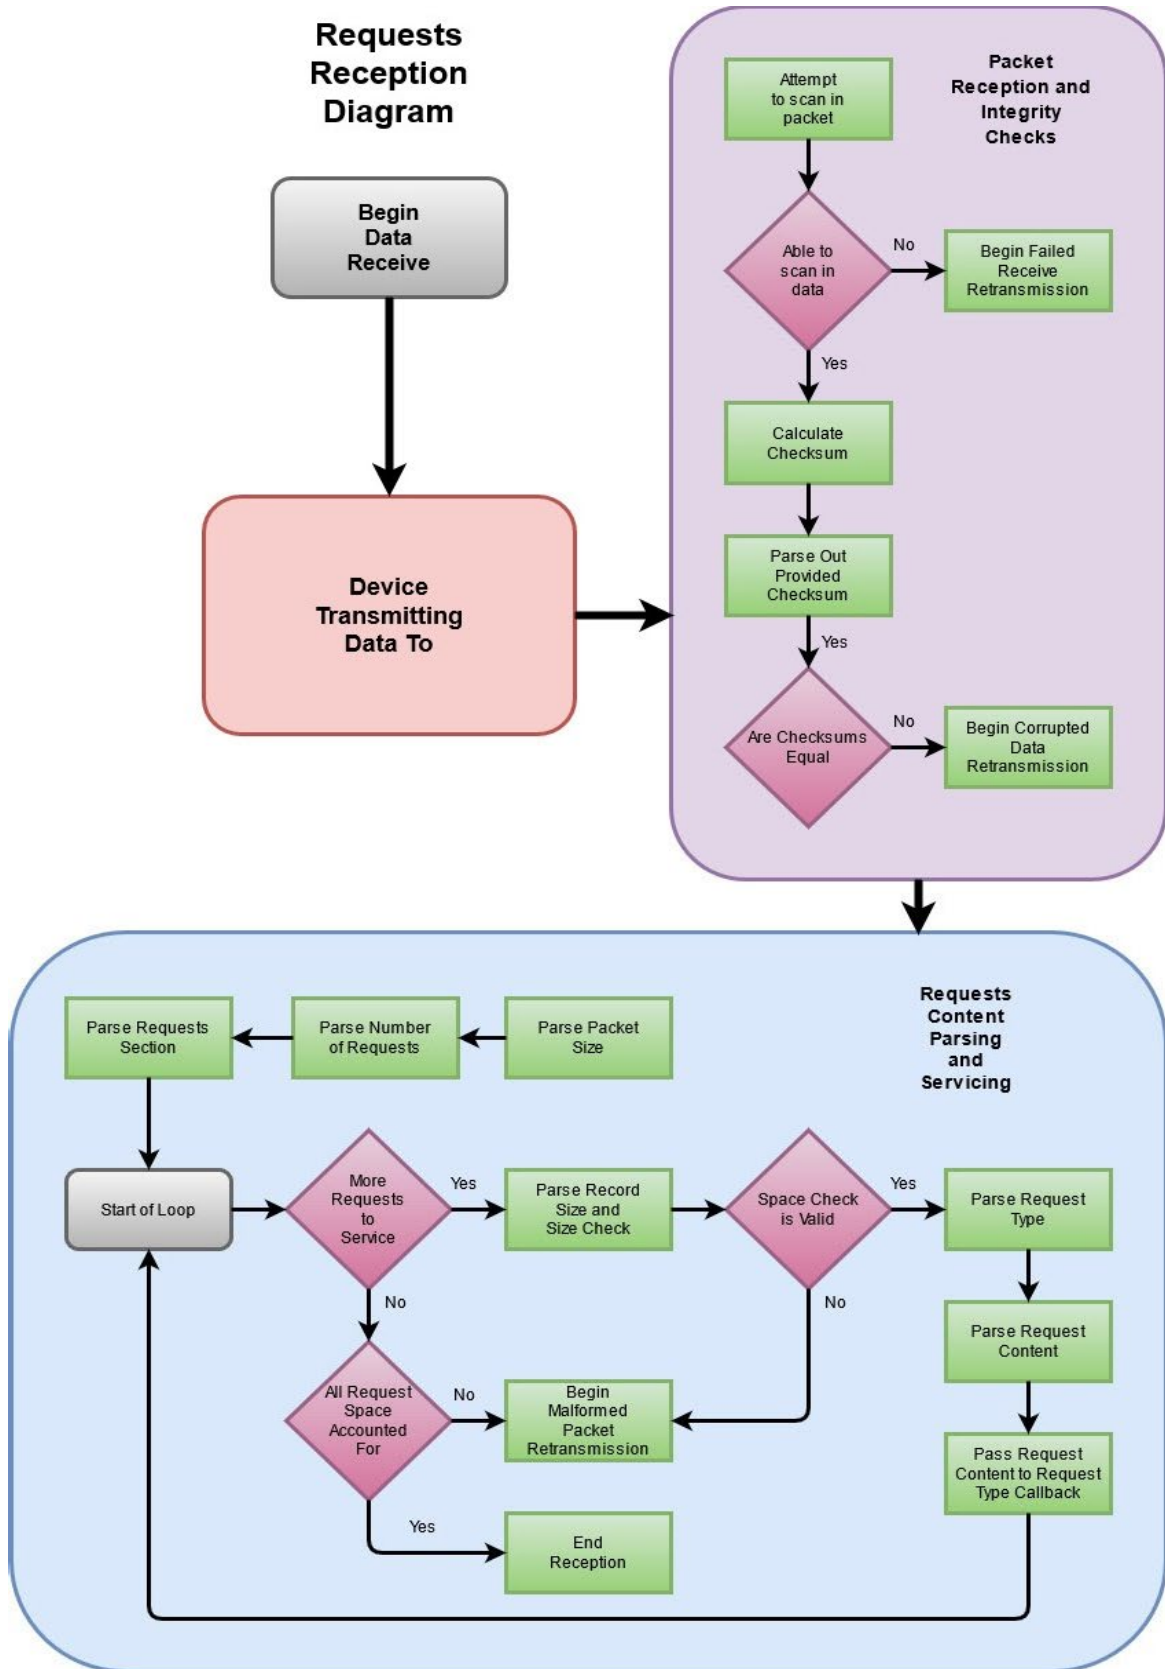 Requests
Reception
Diagram
Begin
Data
Receive
Device
Transmitting
Data To
Packet
Reception and
Integrity
Checks
Attempt
to scan in
packet
Able to
scan in
data
No
Begin Failed
Receive
Retransmission
Yes
Calculate
Checksum
Parse Out
Provided
Checksum
Yes
Are Checksums
Equal
No
Begin Corrupted
Data
Retransmission
Requests
Content
Parsing
and
Servicing
Parse Requests
Section
Parse Number
of Requests
Parse Packet
Size
Start of Loop
More
Requests
to
Service
Yes
Parse Record
Size and
Size Check
Space Check
is Valid
Yes
Parse Request
Type
No
No
Parse Request
Content
All Request
Space
Accounted
For
No
Begin
Malformed
Packet
Retransmission
Pass Request
Content to Request
Type Callback
Yes
End
Reception